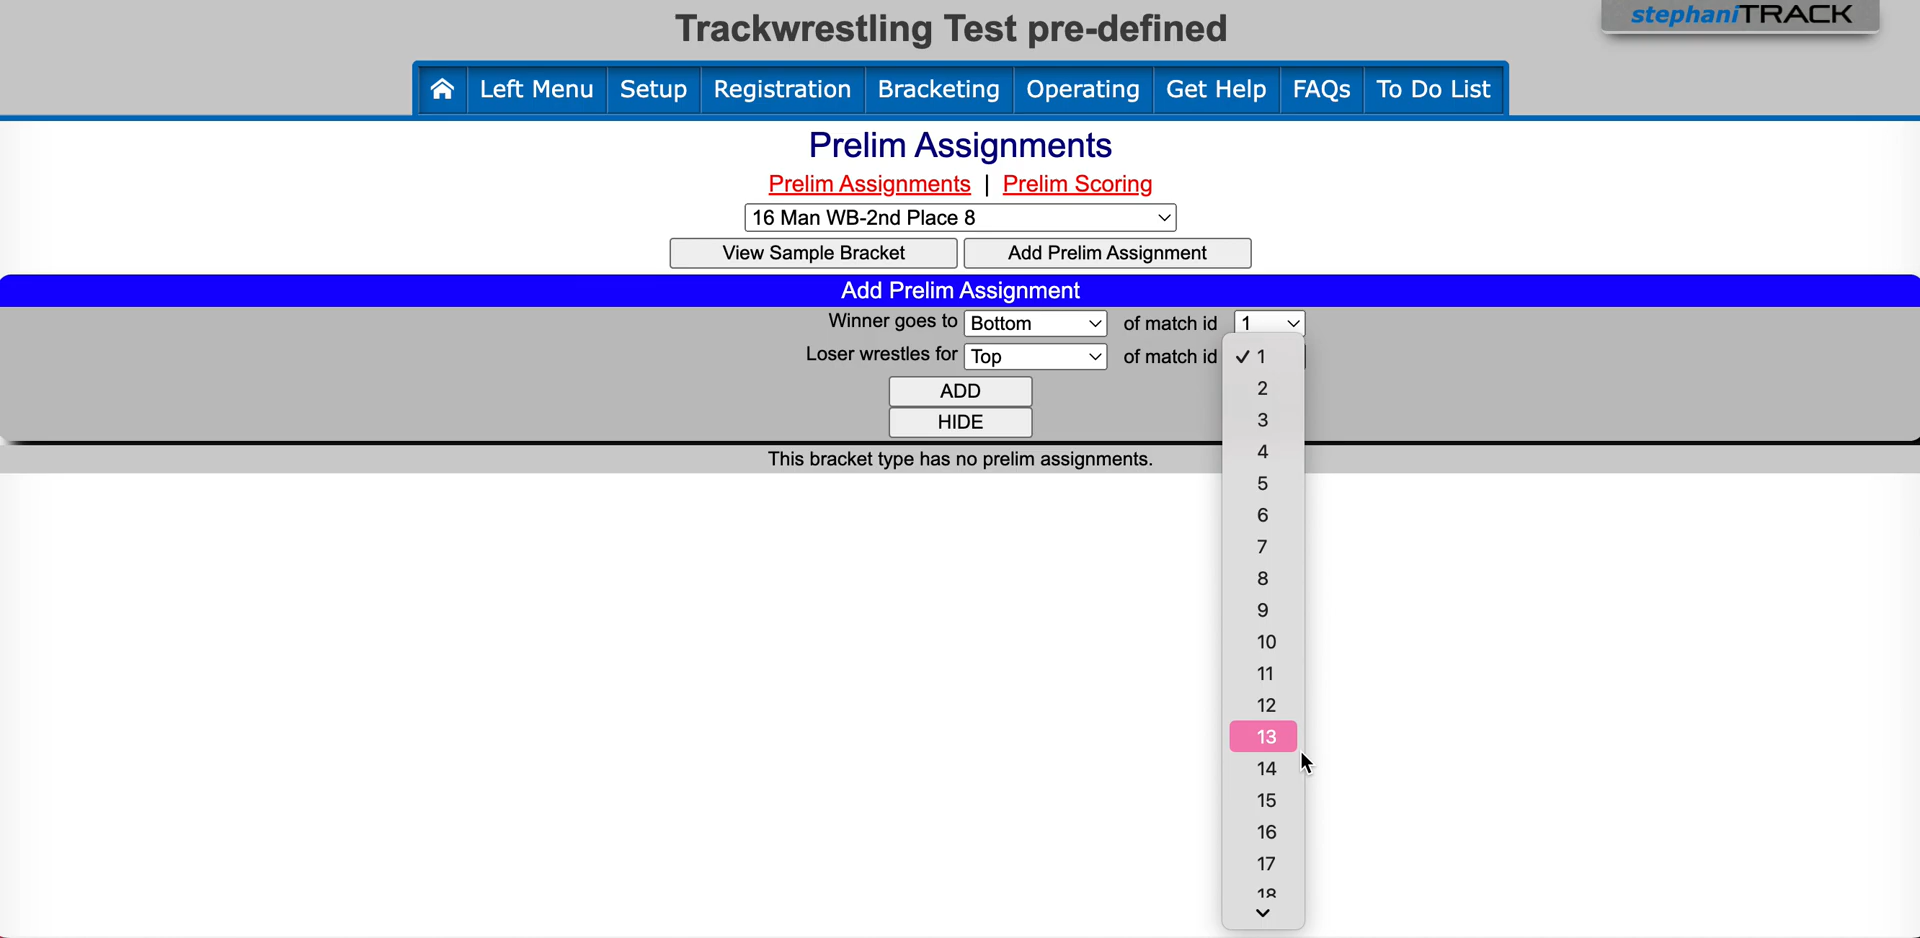 Trackwrestling Test pre-defined
stephaniTRACK
Left Menu Setup Registration Bracketing Operating Get Help FAQs To Do List
Prelim Assignments
Prelim Assignments | Prelim Scoring
16 Man WB-2nd Place 8
View Sample Bracket Add Prelim Assignment
Add Prelim Assignment
Winner goes to Bottom of match id 1
Loser wrestles for Top of match id
✓ 1
2
3
4
5
6
7
8
9
10
11
12
13
14
15
16
17
18
ADD
HIDE
This bracket type has no prelim assignments.